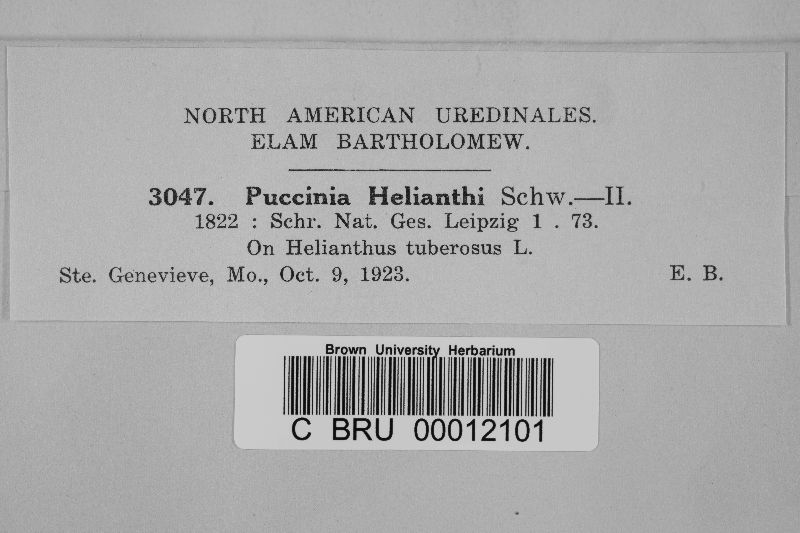 NORTH AMERICAN UREDINALES.
ELAM BARTHOLOMEW.
3047. Puccinia Helianthi Schw.—II.
1822 : Schr. Nat. Ges. Leipzig 1 . 73.
On Helianthus tuberosus L.
Ste. Genevieve, Mo., Oct. 9, 1923. E. B.
Brown University Herbarium
C BRU 00012101